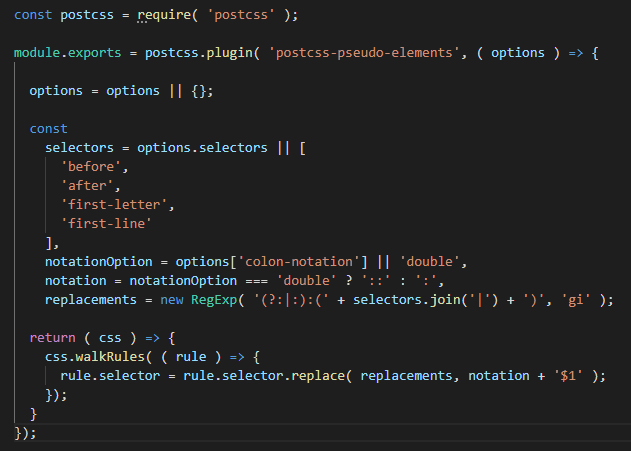 const postcss = require( 'postcss' );
module.exports = postcss.plugin( 'postcss-pseudo-elements', ( options ) => {
options = options || {};
const
selectors = options.selectors || [
'before',
'after',
'first-letter',
'first-line'
],
notationOption = options['colon-notation'] || 'double',
notation = notationOption === 'double' ? '::' : ':',
replacements = new RegExp( '(?:|:):(' + selectors.join('|') + ')', 'gi' );
return ( css ) => {
css.walkRules( ( rule ) => {
rule.selector = rule.selector.replace( replacements, notation + '$1' );
});
}
});